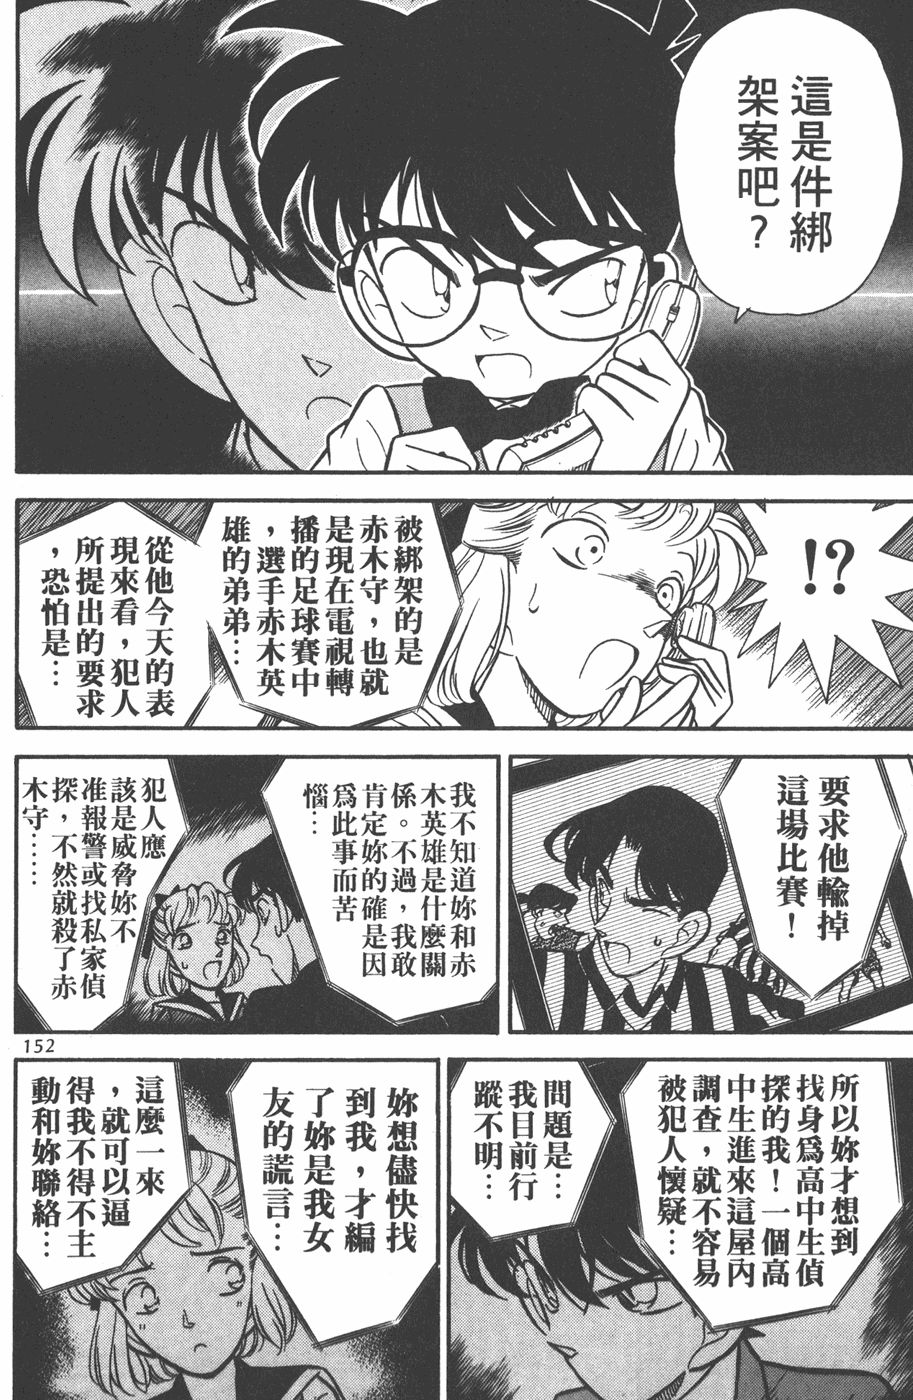 這是件綁
架案吧？
!?
被綁架的是
赤木守，也就
是現在電視轉
播的足球賽中
，選手赤木英
雄的弟弟…
從他今天的表
現來看，犯人
所提出的要求
，恐怕是…
要求他輸掉
這場比賽！
我不知道妳和赤
木英雄是什麼關
係。不過，我敢
肯定妳的確是因
爲此事而苦
惱…
犯人應
該是威脅妳不
准報警或找私家偵
探，不然就殺了赤
木守……
152
所以妳才想到
找身爲高中生偵
探的我！一個高
中生進來這屋內
調查，就不容易
被犯人懷疑…
問題是…
我目前行
蹤不明…
妳想儘快找
到我，才編
了妳是我女
友的謊言…
這麼一來
，就可以逼
得我不得不主
動和妳聯絡…